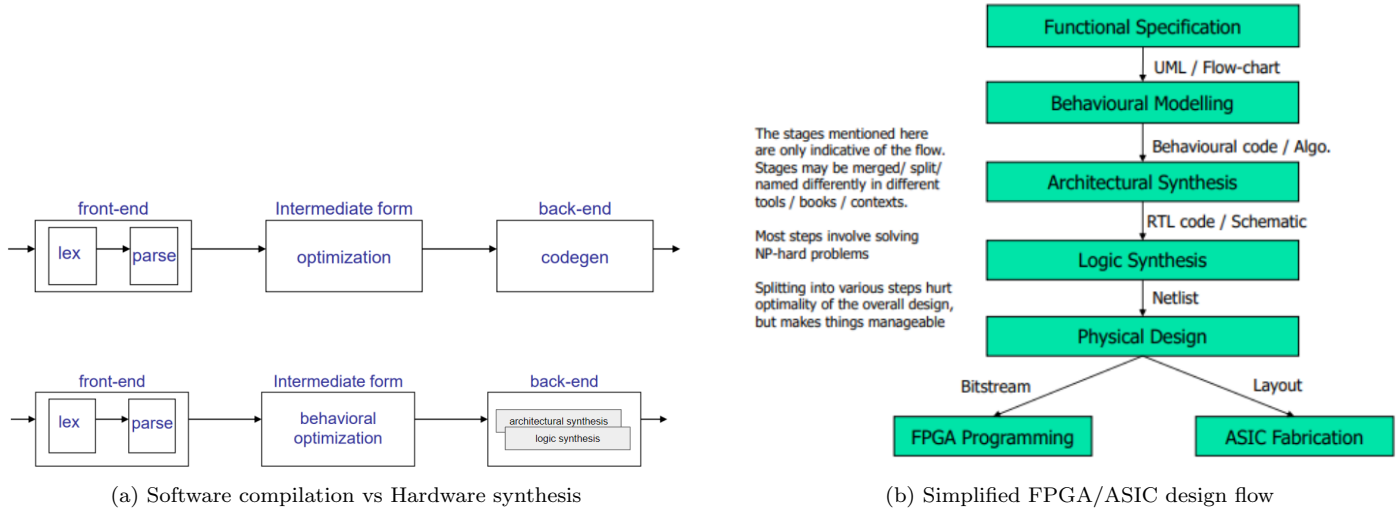 front-end
Intermediate form
back-end
lex
parse
optimization
codegen
front-end
Intermediate form
back-end
lex
parse
behavioral
optimization
architectural synthesis
logic synthesis
(a) Software compilation vs Hardware synthesis
Functional Specification
UML / Flow-chart
Behavioural Modelling
Behavioural code / Algo.
Architectural Synthesis
RTL code / Schematic
Logic Synthesis
Netlist
Physical Design
Bitstream
Layout
FPGA Programming
ASIC Fabrication
The stages mentioned here
are only indicative of the flow.
Stages may be merged/ split/
named differently in different
tools / books / contexts.
Most steps involve solving
NP-hard problems
Splitting into various steps hurt
optimality of the overall design,
but makes things manageable
(b) Simplified FPGA/ASIC design flow